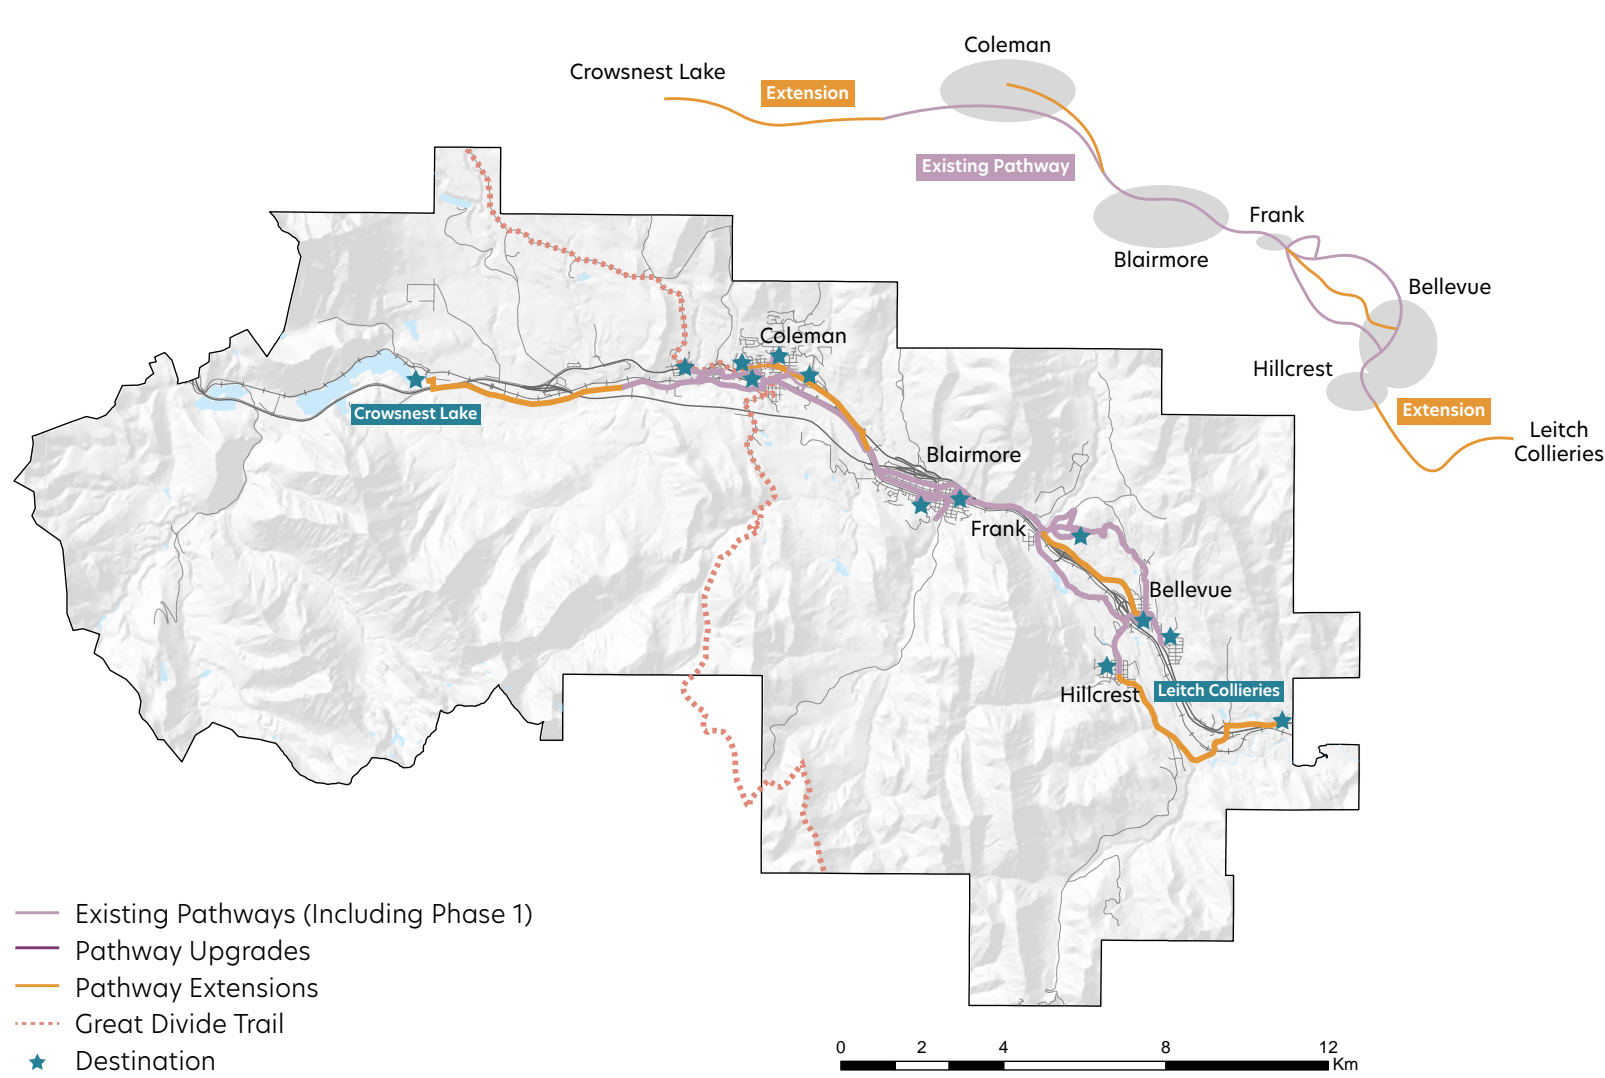 Coleman
Crowsnest Lake
Extension
Existing Pathway
Frank
Blairmore
Bellevue
Hillcrest
Extension
Leitch
Collieries
Coleman
Crowsnest Lake
Blairmore
Frank
Bellevue
Hillcrest
Leitch Collieries
Existing Pathways (Including Phase 1)
Pathway Upgrades
Pathway Extensions
Great Divide Trail
Destination
0 2 4 8 12
Km